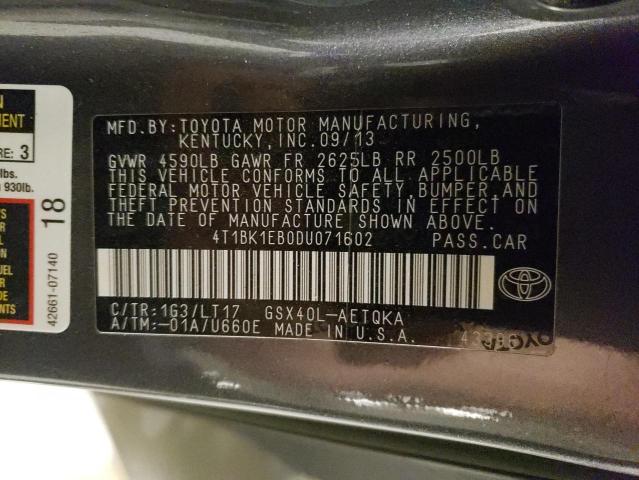 MFD.BY:TOYOTA MOTOR MANUFACTURING,
KENTUCKY,INC.09/13
GVWR 4590LB GAWR FR 2625LB RR 2500LB
THIS VEHICLE CONFORMS TO ALL APPLICABLE
FEDERAL MOTOR VEHICLE SAFETY, BUMPER AND
THEFT PREVENTION STANDARDS IN EFFECT ON
THE DATE OF MANUFACTURE SHOWN ABOVE.
4T1BK1EB0DU071602 PASS.CAR
C/TR:1G3/LT17 GSX40L-AETQKA
A/TM:-01A/U660E MADE IN U.S.A.
TOYOTA
RE: 3
lbs.
930lb.
18
42661-07140